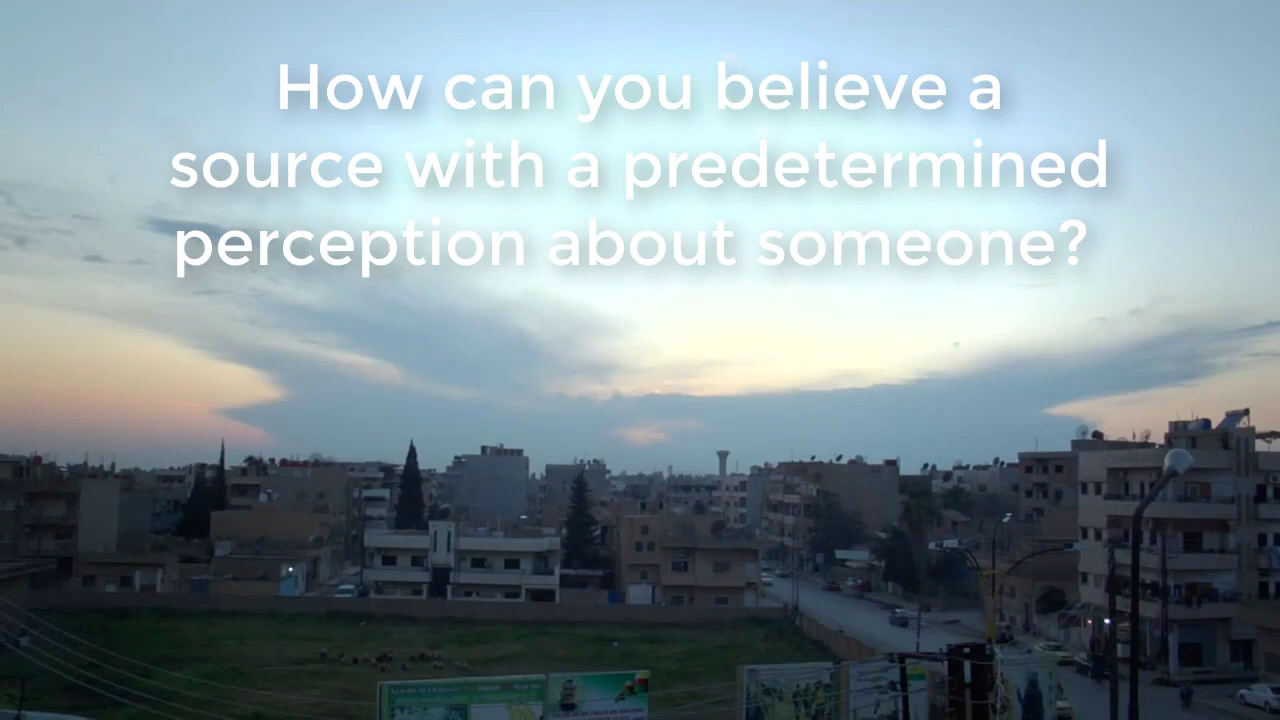 How can you believe a
source with a predetermined
perception about someone?